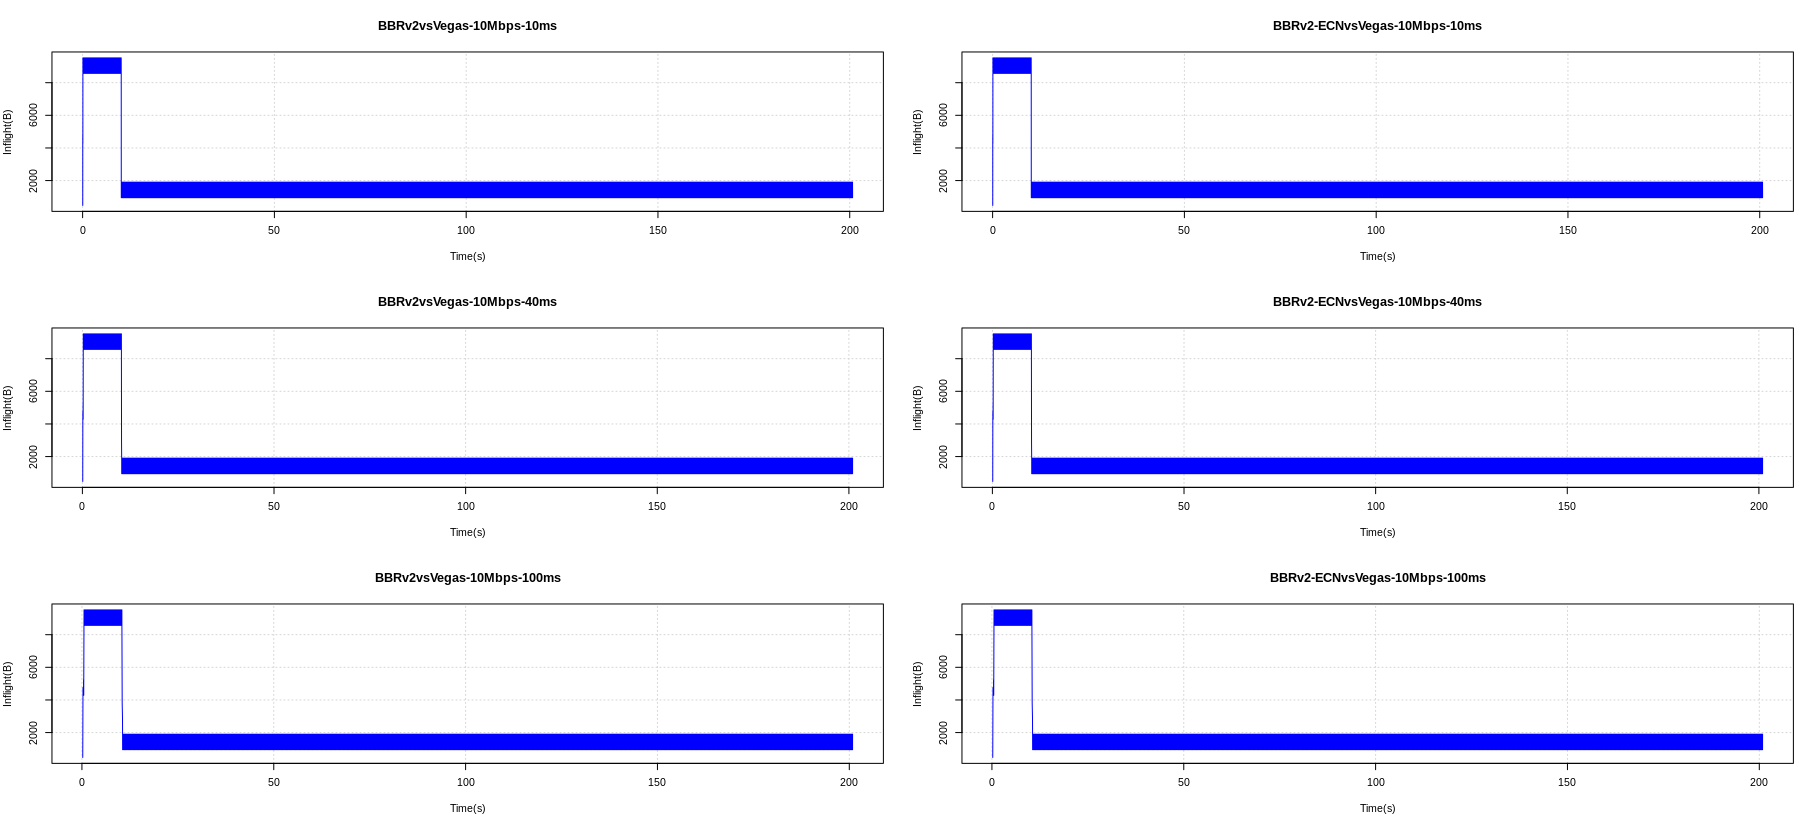 BBRv2vsVegas-10Mbps-10ms
Inflight(B)
6000
2000
0 50 100 150 200
Time(s)
BBRv2-ECNvsVegas-10Mbps-10ms
Inflight(B)
6000
2000
0 50 100 150 200
Time(s)
BBRv2vsVegas-10Mbps-40ms
Inflight(B)
6000
2000
0 50 100 150 200
Time(s)
BBRv2-ECNvsVegas-10Mbps-40ms
Inflight(B)
6000
2000
0 50 100 150 200
Time(s)
BBRv2vsVegas-10Mbps-100ms
Inflight(B)
6000
2000
0 50 100 150 200
Time(s)
BBRv2-ECNvsVegas-10Mbps-100ms
Inflight(B)
6000
2000
0 50 100 150 200
Time(s)